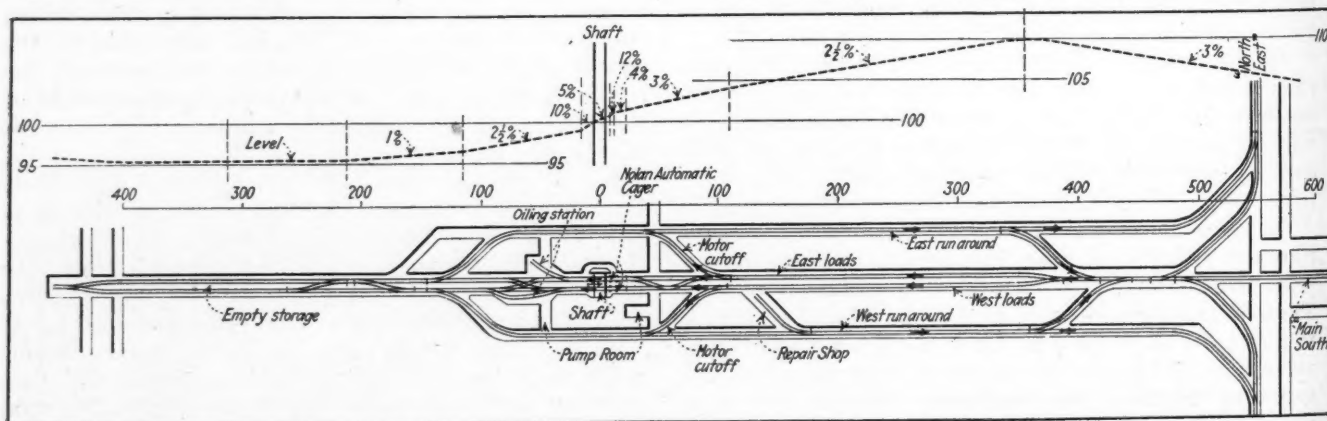 Shaft
12%
4%
3%
5%
10%
2½%
3%
110
North
East
105
100
100
Level
1%
2½%
95
95
Nolan Automatic
Cager
400
300
200
100
0
100
200
300
400
500
600
Oiling station
Motor
cutoff
East run around
East loads
West loads
Empty storage
Shaft
West run around
Pump Room
Motor
cutoff
Repair Shop
Main
South